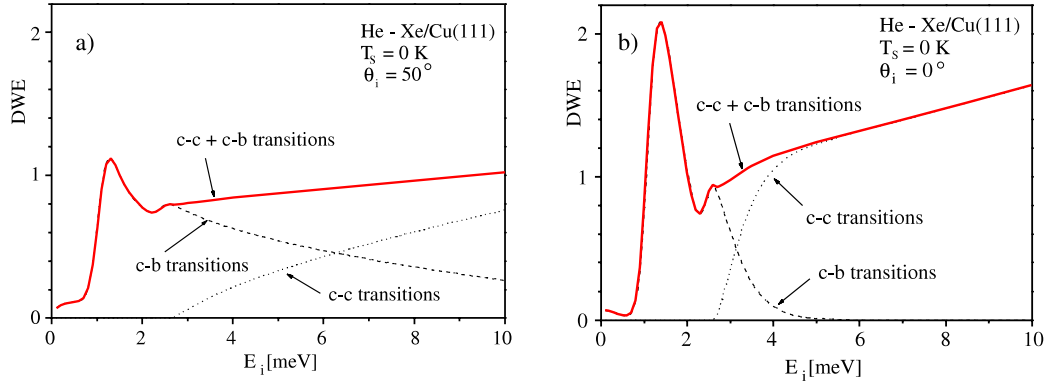 a)
He - Xe/Cu(111)
T_S = 0 K
θ_i = 50°
c-c + c-b transitions
c-b transitions
c-c transitions
DWE
2
1
0
0 2 4 6 8 10
E_i [meV]
b)
He - Xe/Cu(111)
T_S = 0 K
θ_i = 0°
c-c + c-b transitions
c-c transitions
c-b transitions
DWE
2
1
0
0 2 4 6 8 10
E_i [meV]